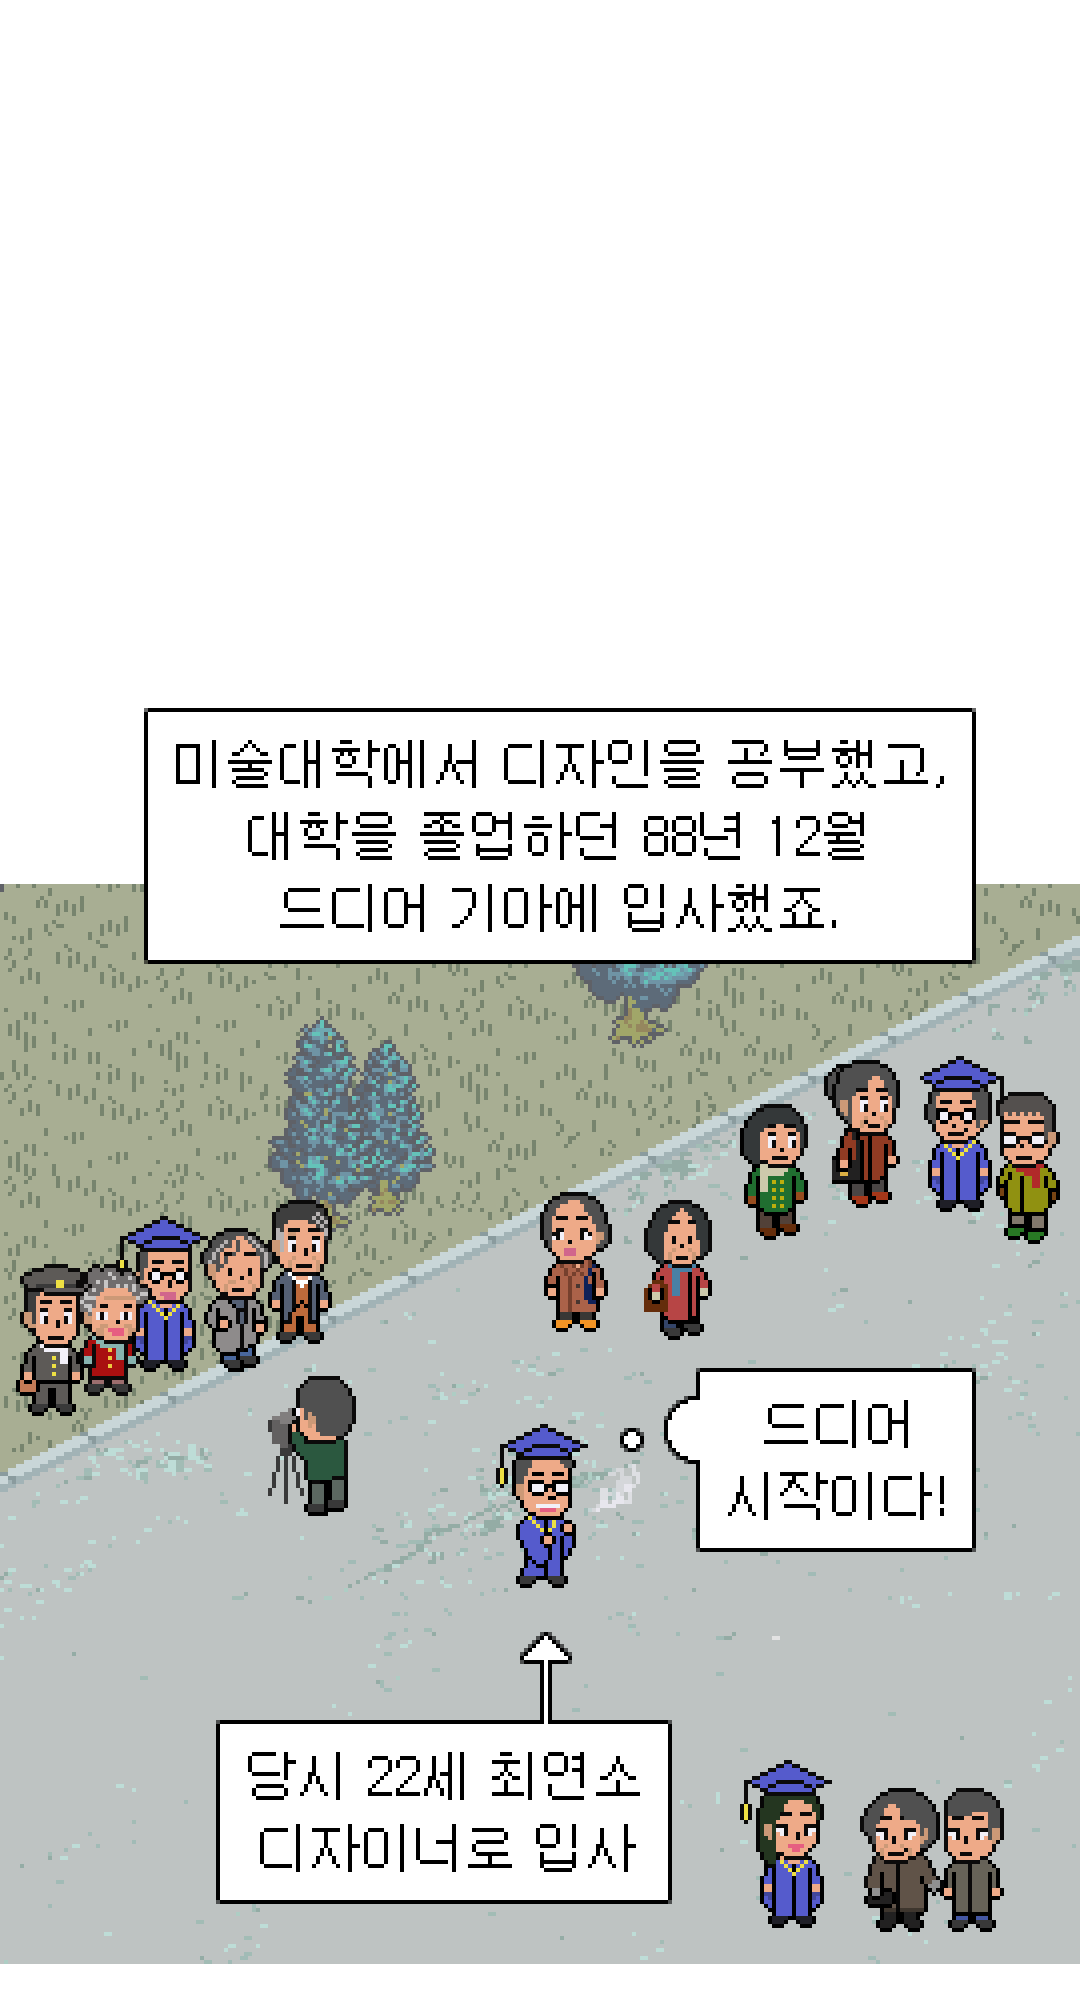 미술대학에서 디자인을 공부했고,
대학을 졸업하던 88년 12월
드디어 기아에 입사했죠.
드디어
시작이다!
당시 22세 최연소
디자이너로 입사